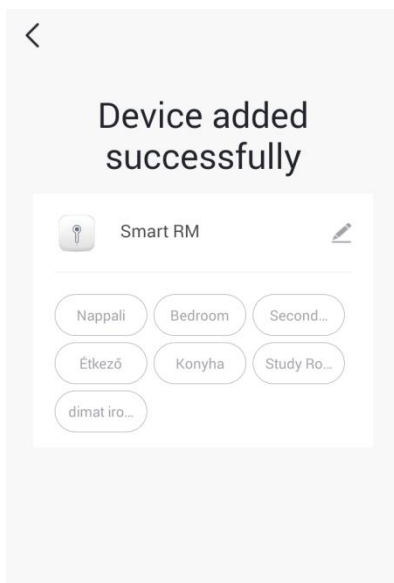 Device added
successfully
Smart RM
Nappali Bedroom Second...
Étkező Konyha Study Ro...
dimat iro...